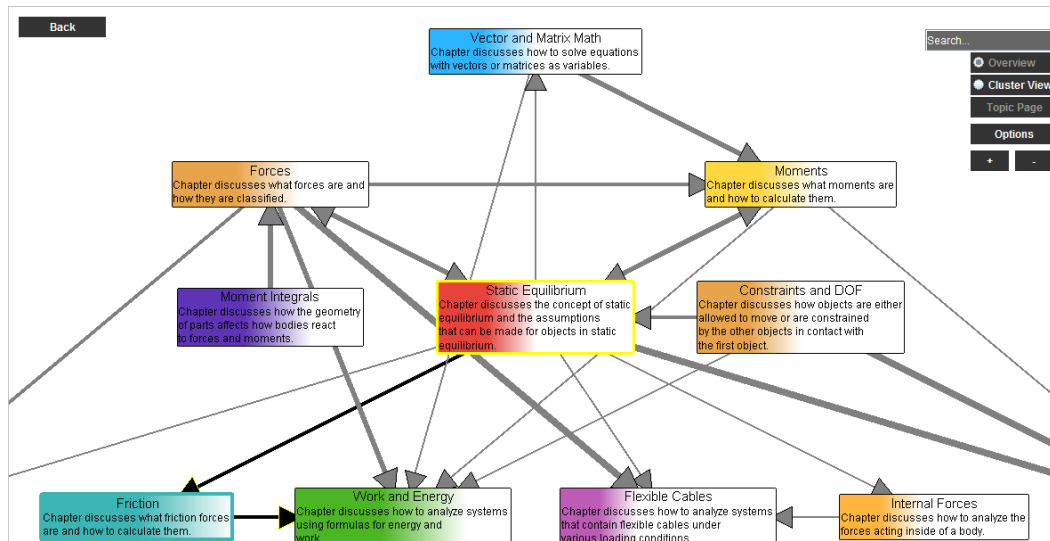 Back
Vector and Matrix Math
Chapter discusses how to solve equations
with vectors or matrices as variables.
Search...
Overview
Cluster View
Topic Page
Options
+ -
Forces
Chapter discusses what forces are and
how they are classified.
Moments
Chapter discusses what moments are
and how to calculate them.
Moment Integrals
Chapter discusses how the geometry
of parts affects how bodies react
to forces and moments.
Static Equilibrium
Chapter discusses the concept of static
equilibrium and the assumptions
that can be made for objects in static
equilibrium.
Constraints and DOF
Chapter discusses how objects are either
allowed to move or are constrained
by the other objects in contact with
the first object.
Friction
Chapter discusses what friction forces
are and how to calculate them.
Work and Energy
Chapter discusses how to analyze systems
using formulas for energy and
work.
Flexible Cables
Chapter discusses how to analyze systems
that contain flexible cables under
various loading conditions.
Internal Forces
Chapter discusses how to analyze the
forces acting inside of a body.